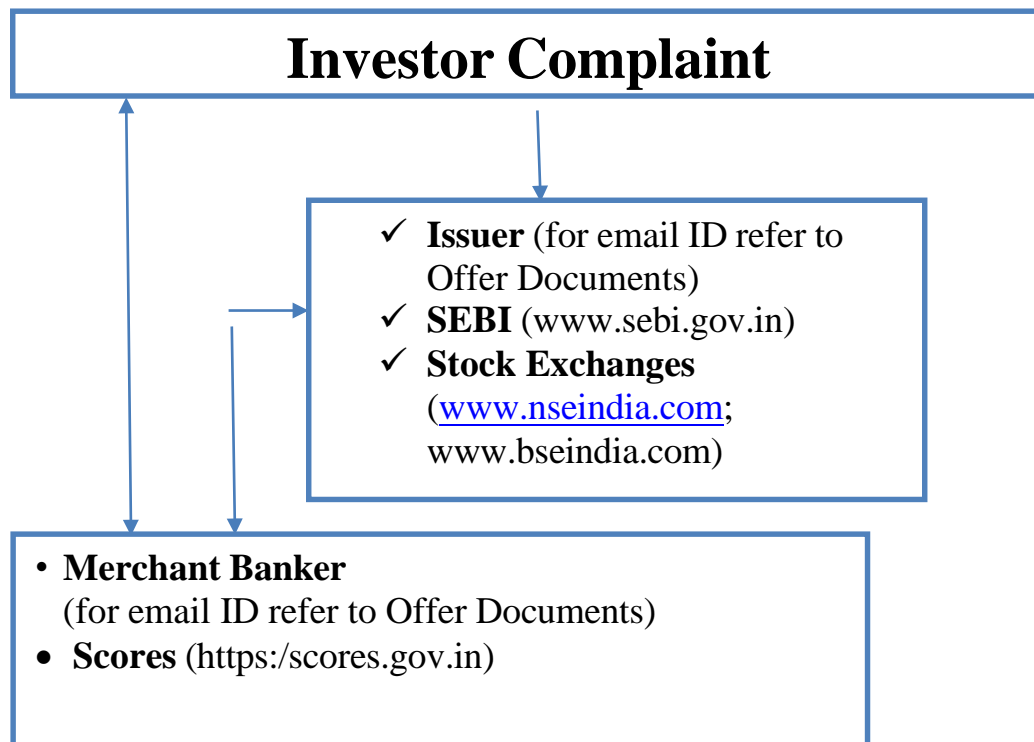 Investor Complaint
✓ Issuer (for email ID refer to
Offer Documents)
✓ SEBI (www.sebi.gov.in)
✓ Stock Exchanges
(www.nseindia.com;
www.bseindia.com)
• Merchant Banker
(for email ID refer to Offer Documents)
• Scores (https:/scores.gov.in)